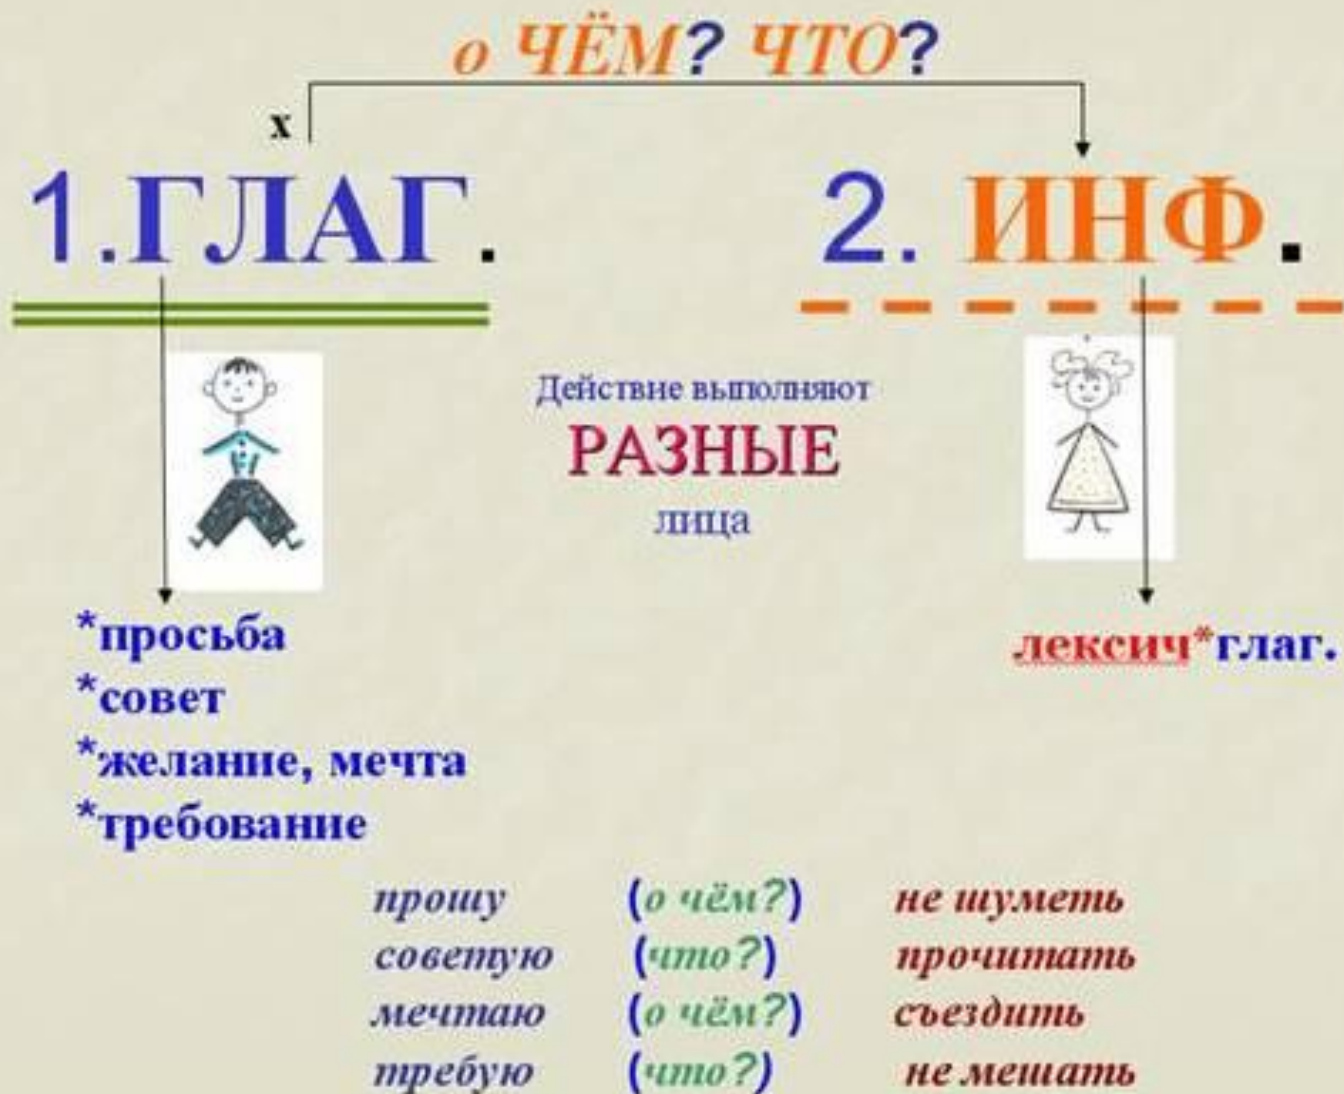 о ЧЁМ? ЧТО?
х
1.ГЛАГ. 2. ИНФ.
Действие выполняют
РАЗНЫЕ
лица
*просьба
*совет
*желание, мечта
*требование
лексич*глаг.
прошу (о чём?) не шуметь
советую (что?) прочитать
мечтаю (о чём?) съездить
требую (что?) не мешать